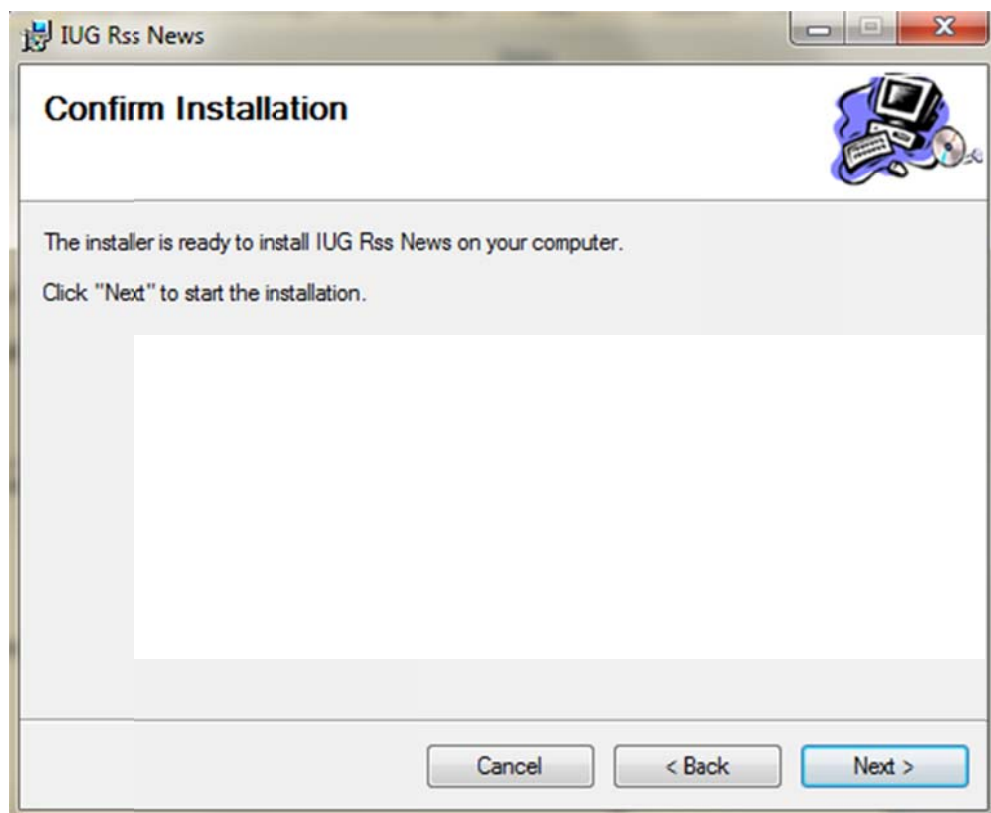 IUG Rss News
Confirm Installation
The installer is ready to install IUG Rss News on your computer.
Click "Next" to start the installation.
Cancel
< Back
Next >